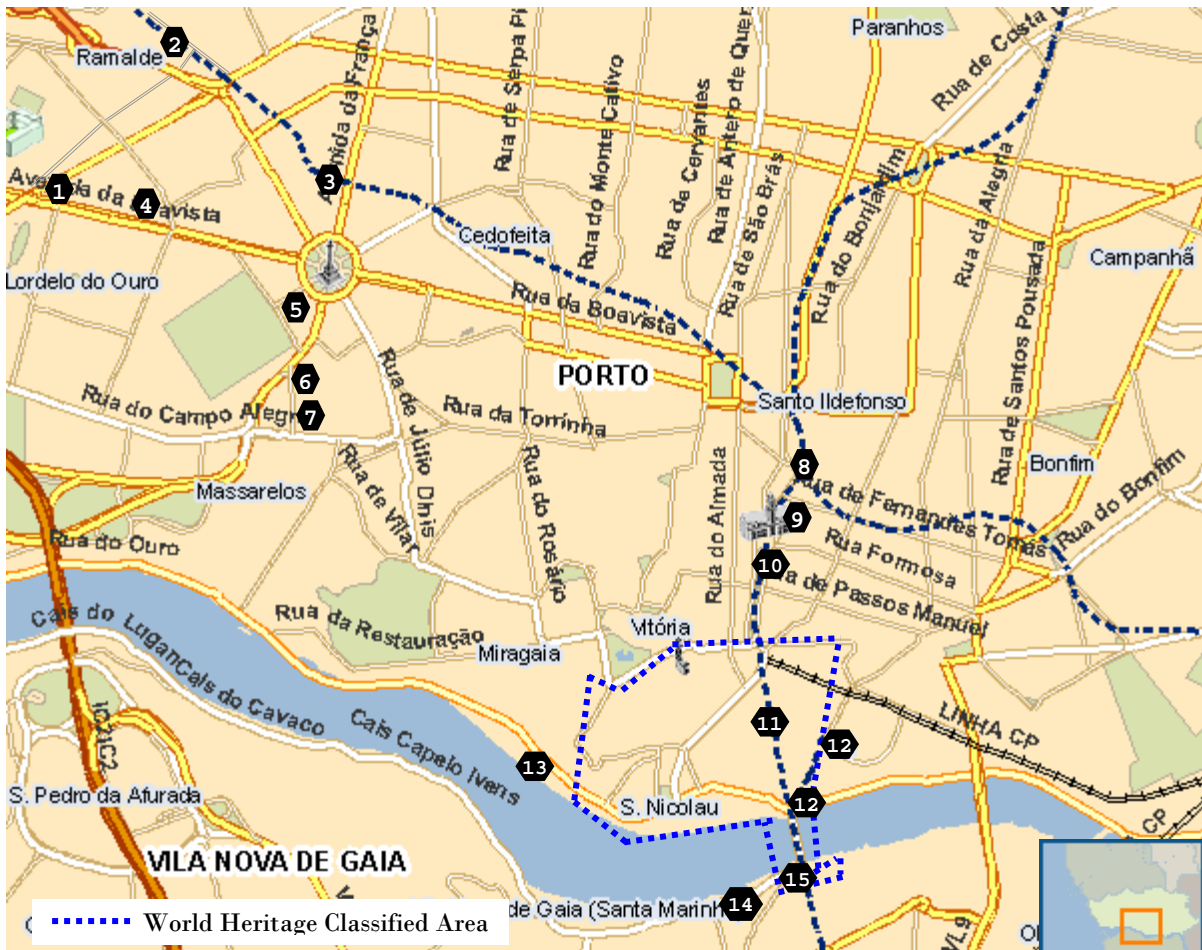 2
Ramalde
Paranhos
Rua de Costa
Avenida da França
Rua de Serpa Pi
Rua do Monte Cativo
Rua de Cervantes
Rua de Antero de Quen
Rua de São Brás
Rua do Bonjardim
Rua da Alegria
1
3
4
Avenida da Boavista
Cedofeita
Campanhã
Lordelo do Ouro
5
Rua da Boavista
Rua de Santos Pousada
PORTO
6
Rua do Campo Alegre
7
Rua de Júlio Dinis
Rua da Torrinha
Santo Ildefonso
8
Bonfim
Massarelos
Rua de Vilar
Rua do Rosário
Rua do Almada
Rua de Fernandes Tomás
Rua do Bonfim
9
Rua do Ouro
Rua Formosa
10
Rua de Passos Manuel
Cais do Lugan
Cais do Cavaco
Rua da Restauração
Vitória
Miragaia
IC2/IC2
Cais Capelo Ivens
11
12
LINHA CP
13
S. Pedro da Afurada
S. Nicolau
12
CP
VILA NOVA DE GAIA
15
14
de Gaia (Santa Marinh
World Heritage Classified Area
VL9